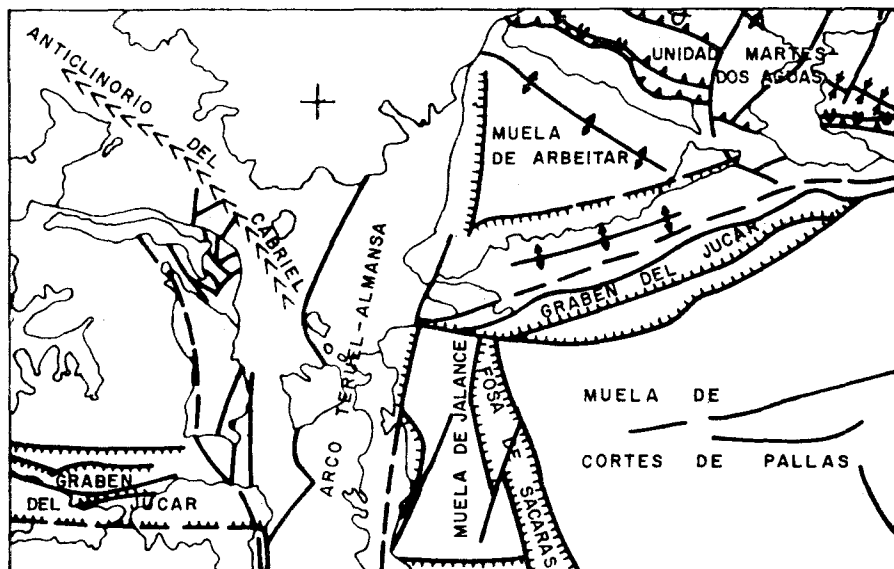 ANTICLINORIO DEL CABRIEL
UNIDAD MARTES-
DOS AGUAS
MUELA
DE ARBEITAR
GRABEN DEL JUCAR
ARCO TERUEL-ALMANSA
MUELA DE JALANCE
FOSA DE SACARAS
MUELA DE
CORTES DE PALLAS
GRABEN
DEL JUCAR